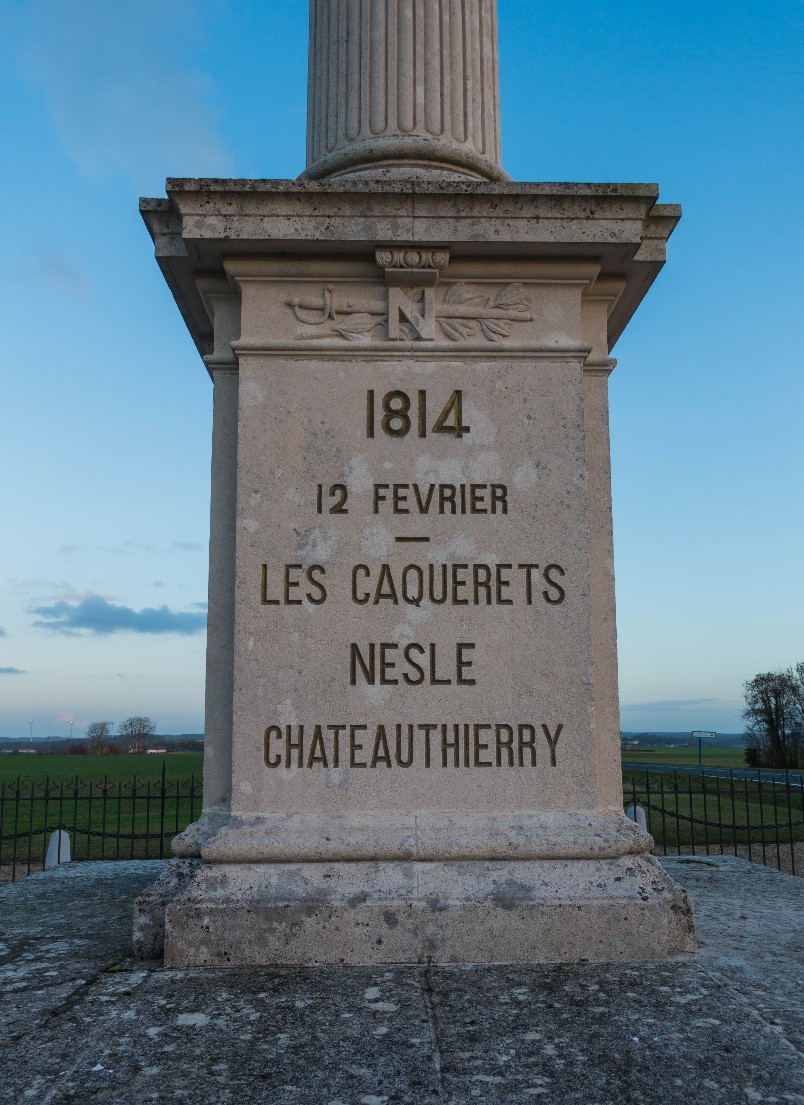 N
1814
12 FEVRIER
LES CAQUERETS
NESLE
CHATEAUTHIERRY